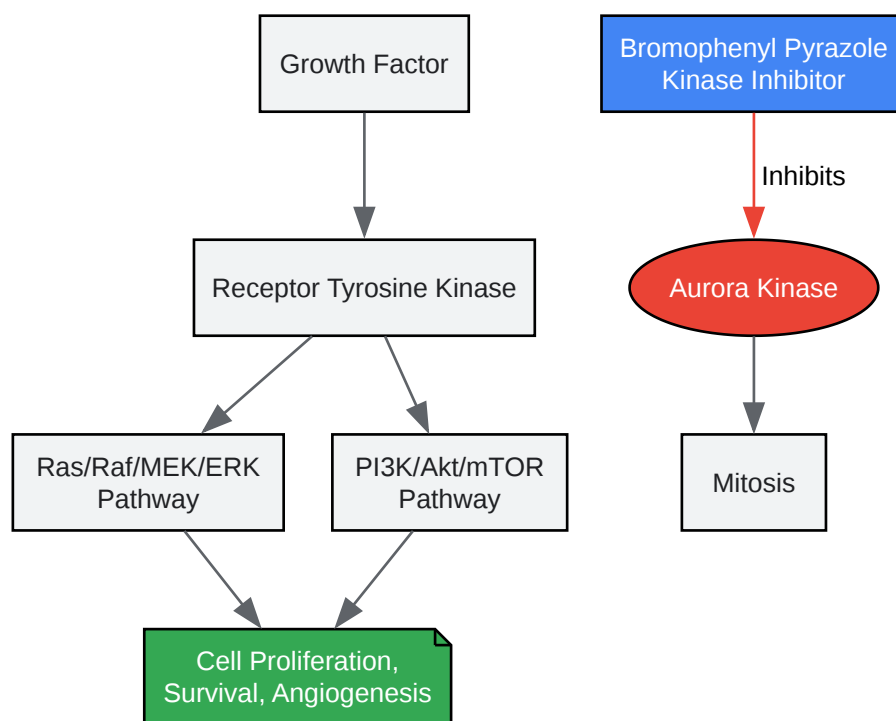 Growth Factor
Bromophenyl Pyrazole
Kinase Inhibitor
Inhibits
Receptor Tyrosine Kinase
Aurora Kinase
Ras/Raf/MEK/ERK
Pathway
PI3K/Akt/mTOR
Pathway
Mitosis
Cell Proliferation,
Survival, Angiogenesis